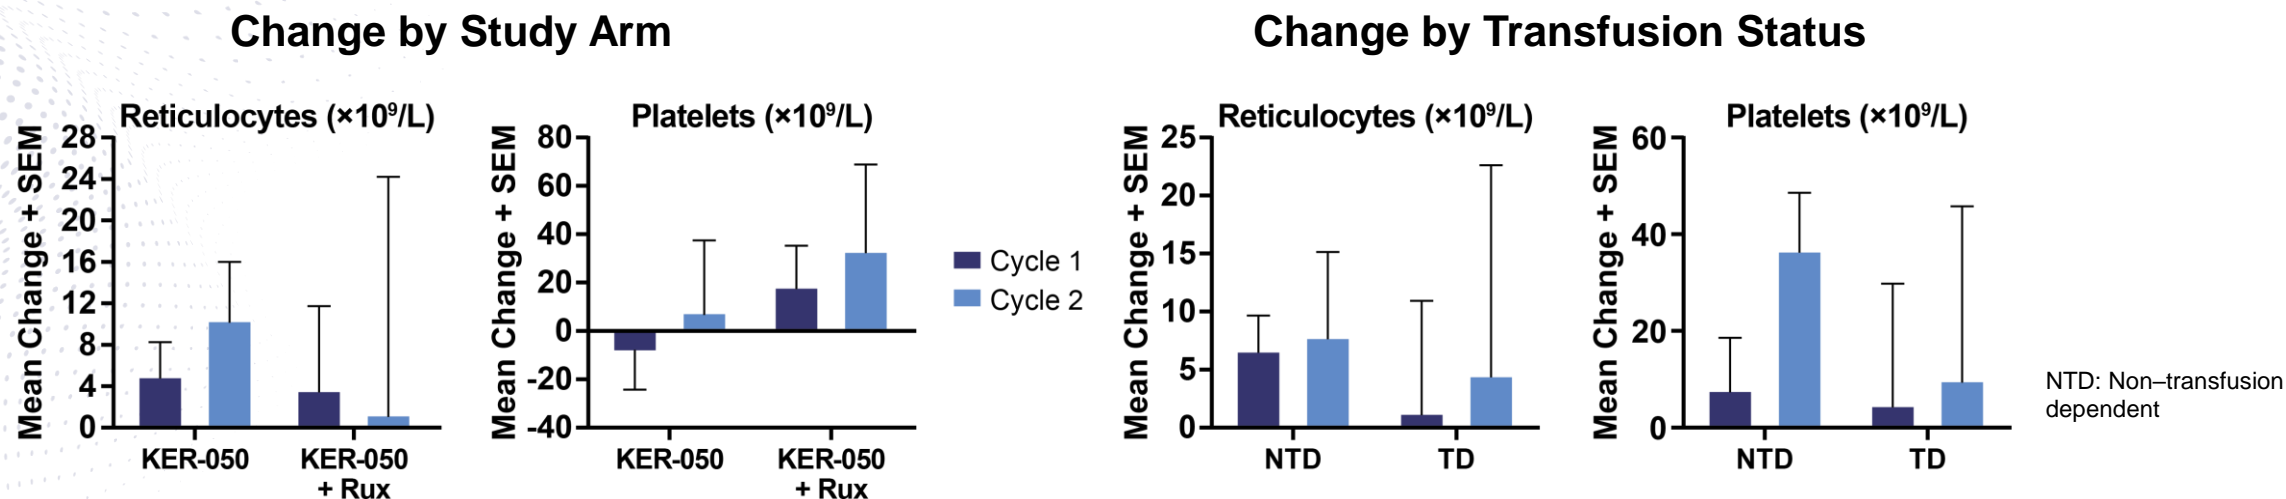 Change by Study Arm
Change by Transfusion Status
Reticulocytes (×10⁹/L)
Mean Change + SEM
28
24
20
16
12
8
4
0
KER-050
KER-050
+ Rux
Platelets (×10⁹/L)
Mean Change + SEM
80
60
40
20
0
-20
-40
KER-050
KER-050
+ Rux
Cycle 1
Cycle 2
Reticulocytes (×10⁹/L)
Mean Change + SEM
25
20
15
10
5
0
NTD
TD
Platelets (×10⁹/L)
Mean Change + SEM
60
40
20
0
NTD
TD
NTD: Non–transfusion
dependent